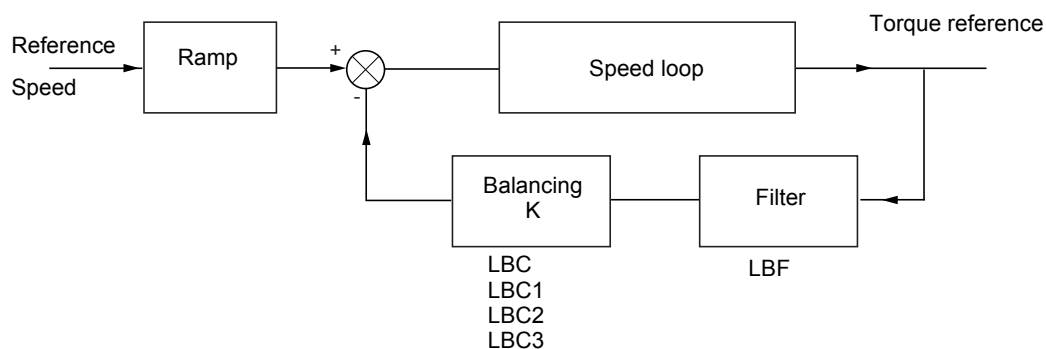 Torque reference
Reference
Speed
Ramp
+
-
Speed loop
Balancing
K
Filter
LBC
LBC1
LBC2
LBC3
LBF